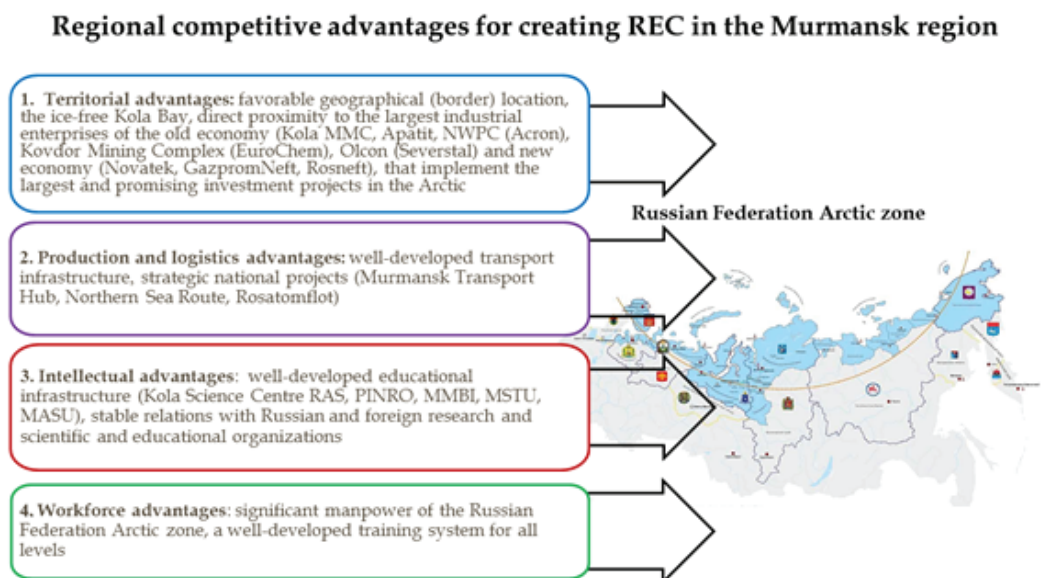 Regional competitive advantages for creating REC in the Murmansk region
1. Territorial advantages: favorable geographical (border) location,
the ice-free Kola Bay, direct proximity to the largest industrial
enterprises of the old economy (Kola MMC, Apatit, NWPC (Acron),
Kovdor Mining Complex (EuroChem), Olcon (Severstal) and new
economy (Novatek, GazpromNeft, Rosneft), that implement the
largest and promising investment projects in the Arctic
Russian Federation Arctic zone
2. Production and logistics advantages: well-developed transport
infrastructure, strategic national projects (Murmansk Transport
Hub, Northern Sea Route, Rosatomflot)
3. Intellectual advantages: well-developed educational
infrastructure (Kola Science Centre RAS, PINRO, MMBI, MSTU,
MASU), stable relations with Russian and foreign research and
scientific and educational organizations
4. Workforce advantages: significant manpower of the Russian
Federation Arctic zone, a well-developed training system for all
levels